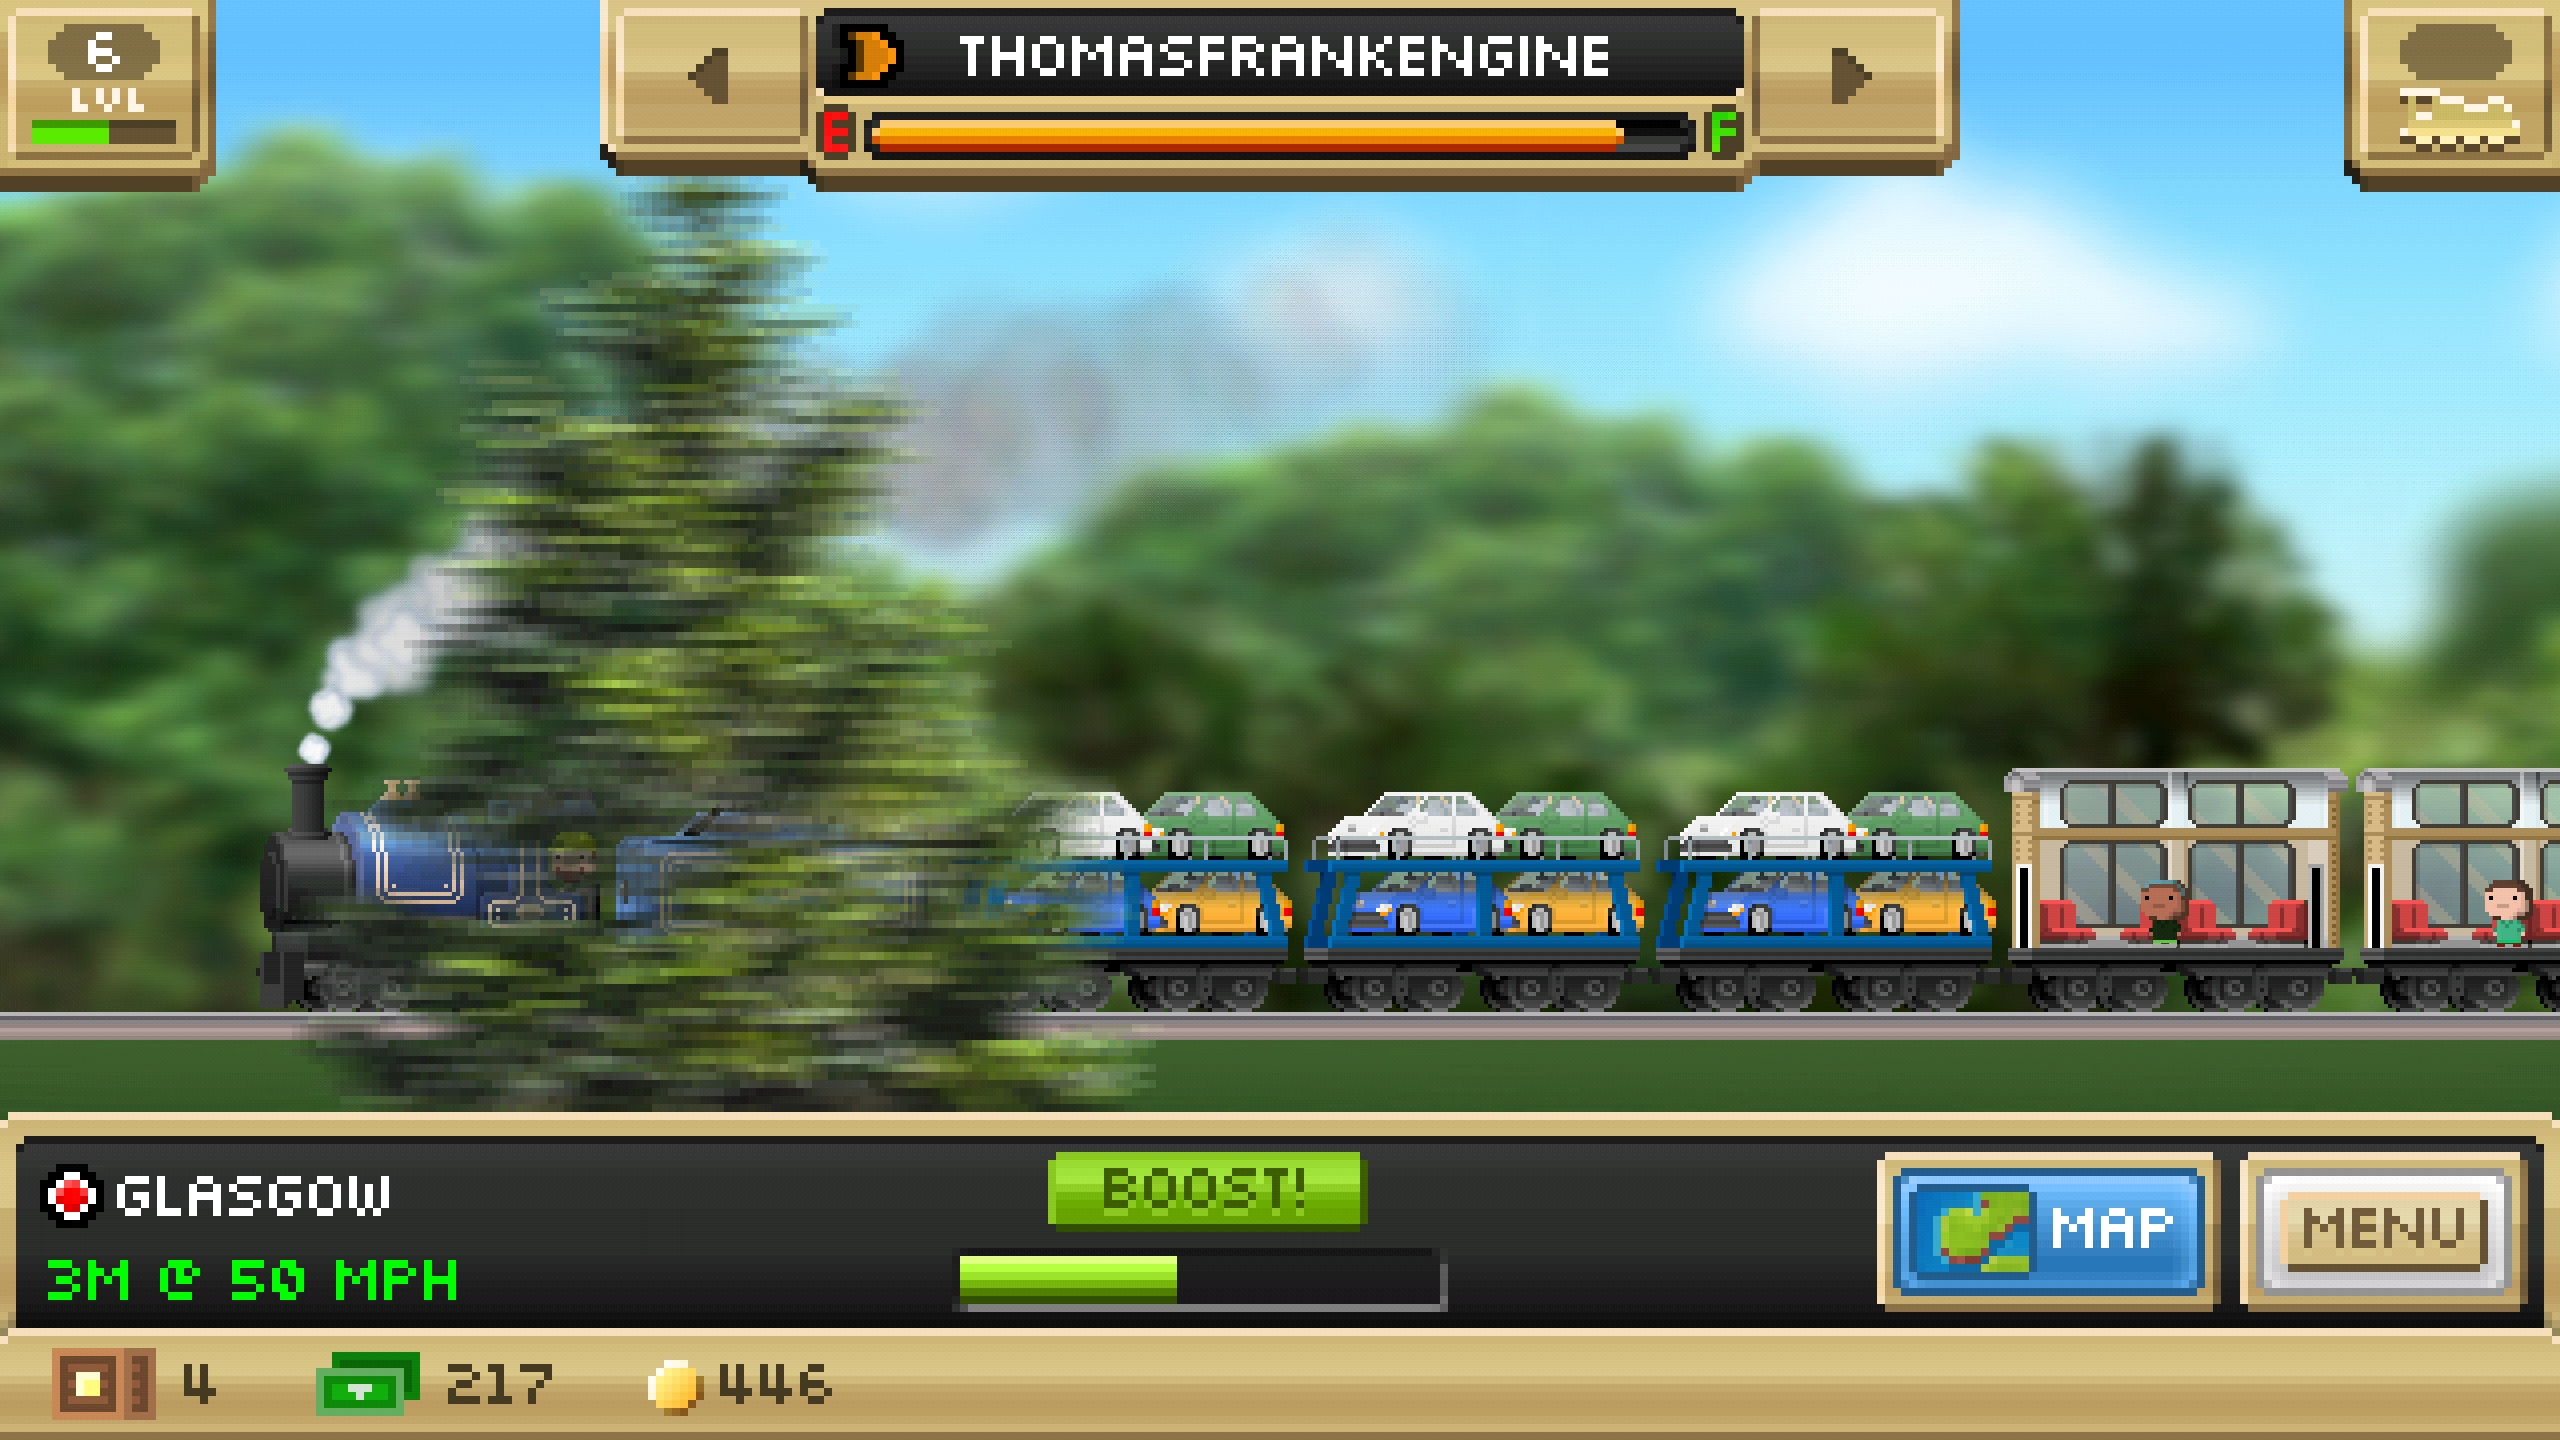 6
LVL
THOMASFRANKENGINE
E F
GLASGOW
BOOST!
3M @ 50 MPH
MAP
MENU
4
217
446